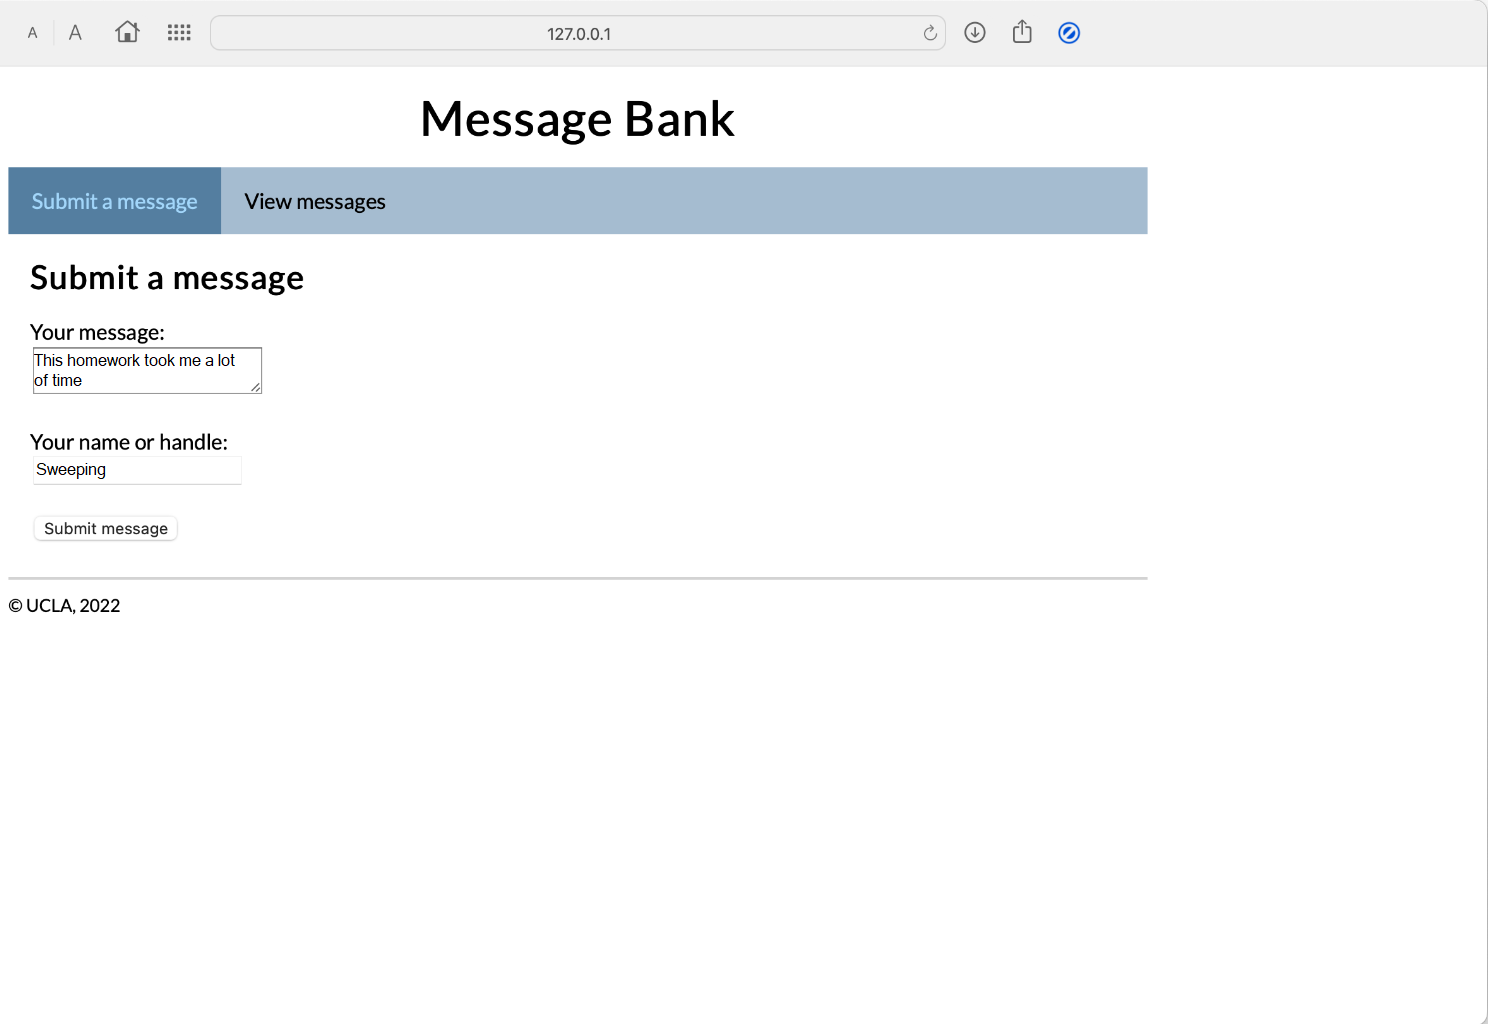 A A 127.0.0.1
Message Bank
Submit a message View messages
Submit a message
Your message:
This homework took me a lot
of time
Your name or handle:
Sweeping
Submit message
© UCLA, 2022